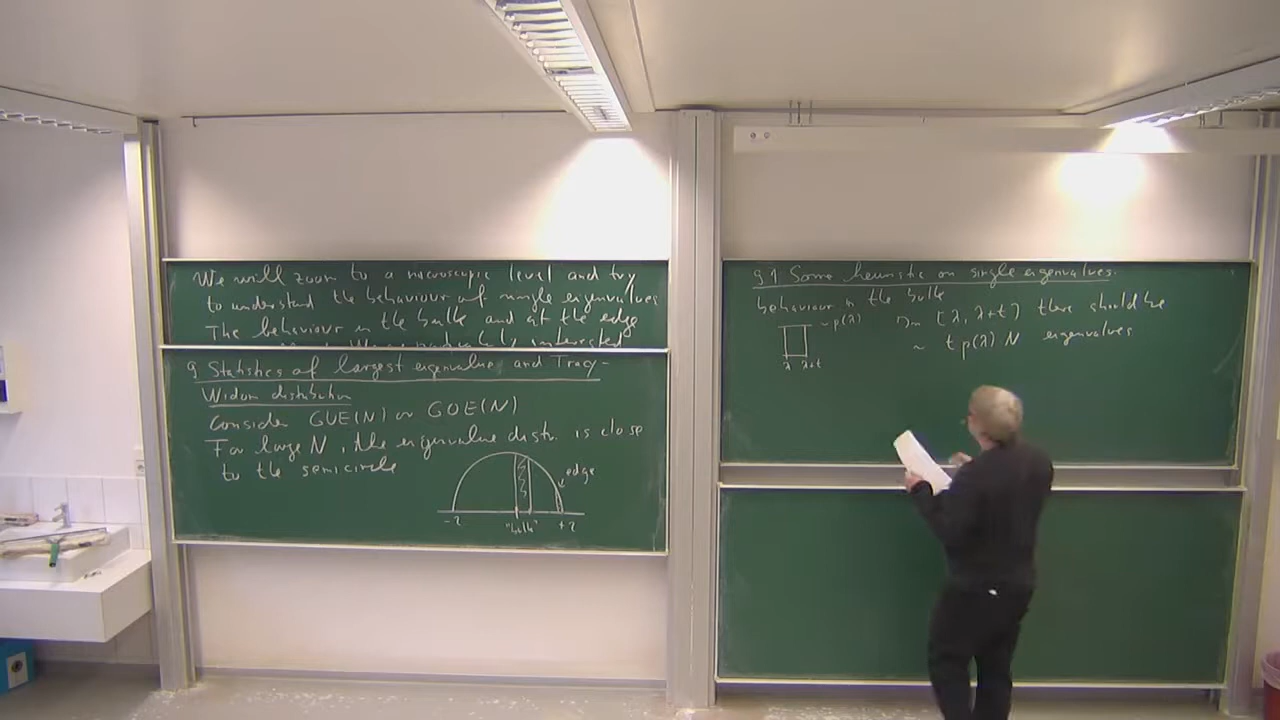 We will zoom to a microscopic level and try
to understand the behaviour of single eigenvalues
The behaviour in the bulk and at the edge
interested
9 Statistics of largest eigenvalue and Tracy-
Widom distribution
Consider GUE(N) or GOE(N)
For large N, the eigenvalue distr. is close
to the semicircle
edge
-2 "bulk" +2
9.1 Some heuristic on single eigenvalues.
behaviour in the bulk
~p(λ) In [λ, λ+t] there should be
~ t p(λ) N eigenvalues
λ λ+t